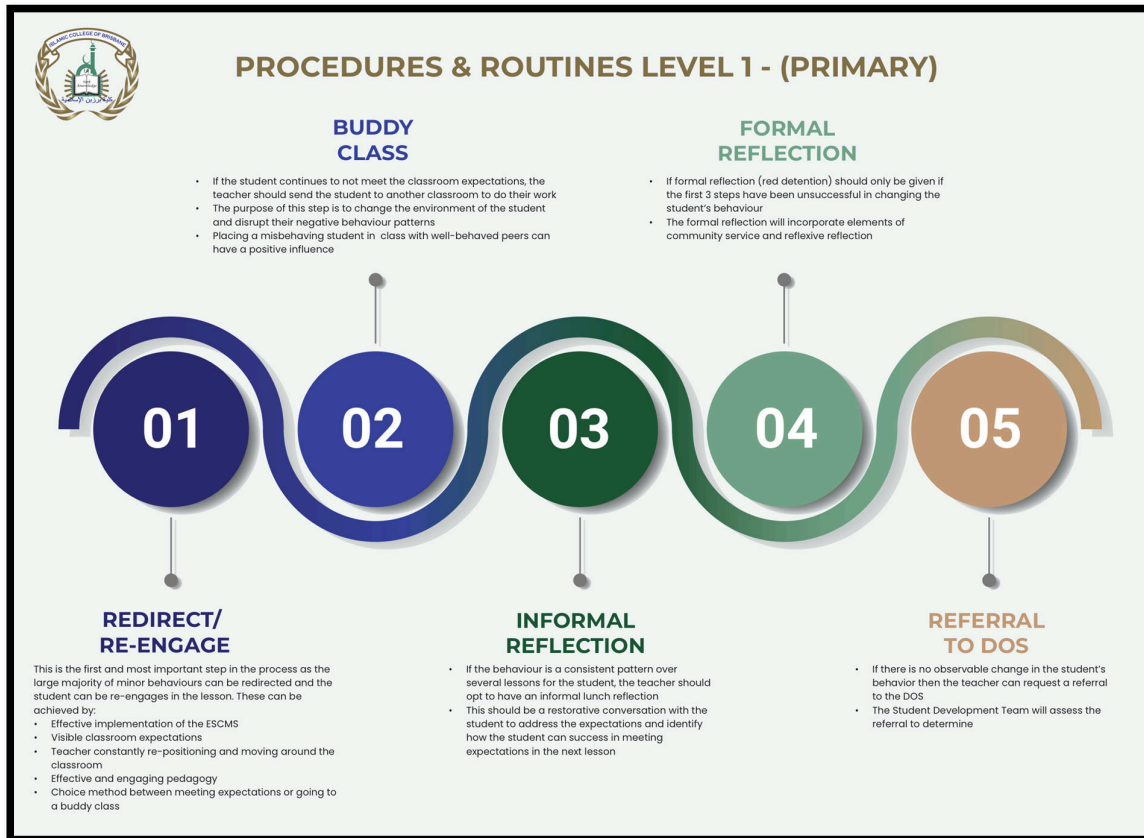 ISLAMIC COLLEGE OF BRISBANE
PROCEDURES & ROUTINES LEVEL 1 - (PRIMARY)
BUDDY
CLASS
• If the student continues to not meet the classroom expectations, the
teacher should send the student to another classroom to do their work
• The purpose of this step is to change the environment of the student
and disrupt their negative behaviour patterns
• Placing a misbehaving student in class with well-behaved peers can
have a positive influence
FORMAL
REFLECTION
• If formal reflection (red detention) should only be given if
the first 3 steps have been unsuccessful in changing the
student's behaviour
• The formal reflection will incorporate elements of
community service and reflexive reflection
01
02
03
04
05
REDIRECT/
RE-ENGAGE
This is the first and most important step in the process as the
large majority of minor behaviours can be redirected and the
student can be re-engages in the lesson. These can be
achieved by:
• Effective implementation of the ESCMS
• Visible classroom expectations
• Teacher constantly re-positioning and moving around the
classroom
• Effective and engaging pedagogy
• Choice method between meeting expectations or going to
a buddy class
INFORMAL
REFLECTION
• If the behaviour is a consistent pattern over
several lessons for the student, the teacher should
opt to have an informal lunch reflection
• This should be a restorative conversation with the
student to address the expectations and identify
how the student can success in meeting
expectations in the next lesson
REFERRAL
TO DOS
• If there is no observable change in the student's
behavior then the teacher can request a referral
to the DOS
• The Student Development Team will assess the
referral to determine